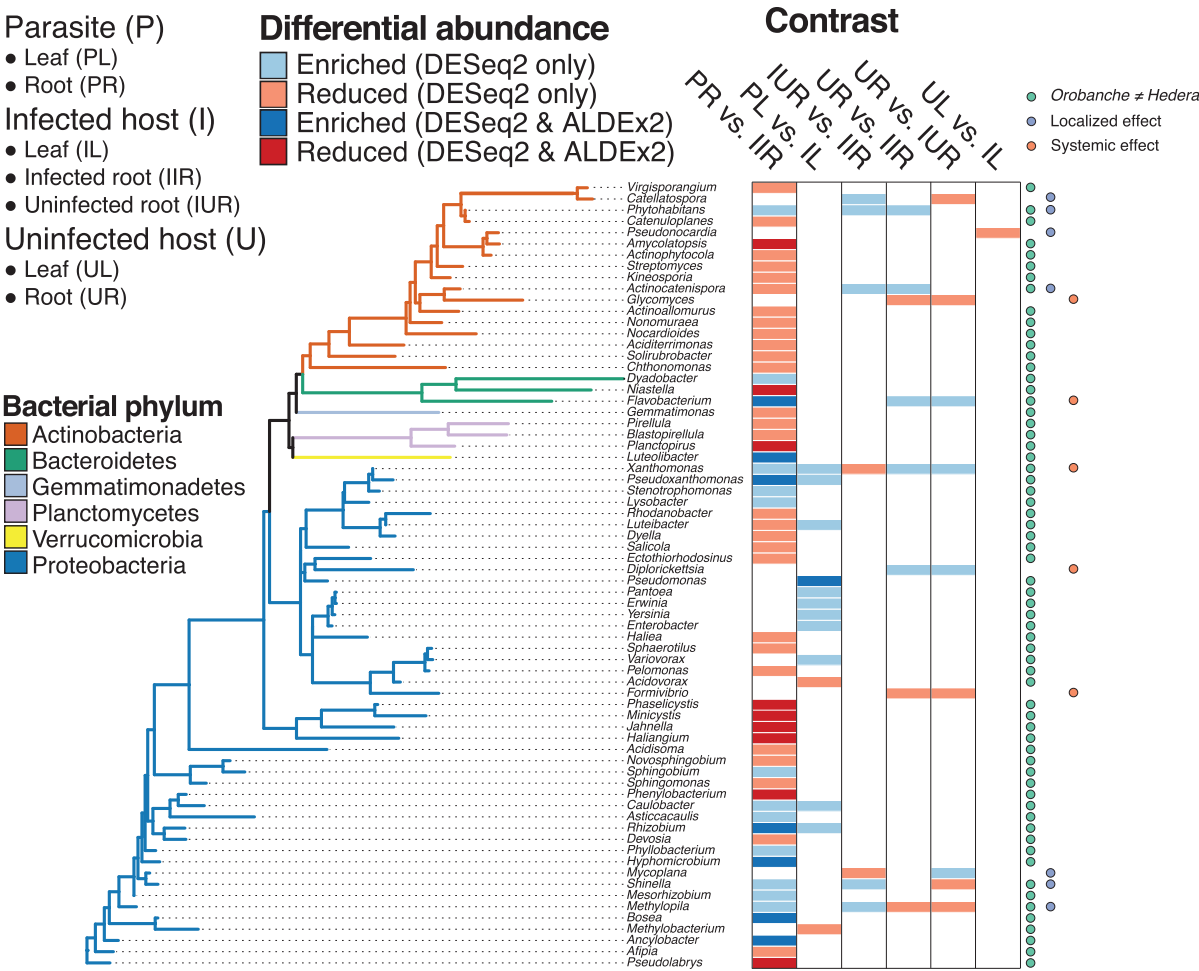 Parasite (P)
● Leaf (PL)
● Root (PR)
Infected host (I)
● Leaf (IL)
● Infected root (IIR)
● Uninfected root (IUR)
Uninfected host (U)
● Leaf (UL)
● Root (UR)
Differential abundance
Enriched (DESeq2 only)
Reduced (DESeq2 only)
Enriched (DESeq2 & ALDEx2)
Reduced (DESeq2 & ALDEx2)
Contrast
PR vs. IIR
PL vs. IL
IUR vs. IIR
UR vs. IIR
UR vs. IUR
UL vs. IL
Orobanche ≠ Hedera
Localized effect
Systemic effect
Bacterial phylum
Actinobacteria
Bacteroidetes
Gemmatimonadetes
Planctomycetes
Verrucomicrobia
Proteobacteria
Virgisporangium
Catellatospora
Phytohabitans
Catenuloplanes
Pseudonocardia
Amycolatopsis
Actinophytocola
Streptomyces
Kineosporia
Actinocatenispora
Glycomyces
Actinoallomurus
Nonomuraea
Nocardioides
Aciditerrimonas
Solirubrobacter
Chthonomonas
Dyadobacter
Niastella
Flavobacterium
Gemmatimonas
Pirellula
Blastopirellula
Planctopirus
Luteolibacter
Xanthomonas
Pseudoxanthomonas
Stenotrophomonas
Lysobacter
Rhodanobacter
Luteibacter
Dyella
Salicola
Ectothiorhodosinus
Diplorickettsia
Pseudomonas
Pantoea
Erwinia
Yersinia
Enterobacter
Haliea
Sphaerotilus
Variovorax
Pelomonas
Acidovorax
Formivibrio
Phaselicystis
Minicystis
Jahnella
Haliangium
Acidisoma
Novosphingobium
Sphingobium
Sphingomonas
Phenylobacterium
Caulobacter
Asticcacaulis
Rhizobium
Devosia
Phyllobacterium
Hyphomicrobium
Mycoplana
Shinella
Mesorhizobium
Methylopila
Bosea
Methylobacterium
Ancylobacter
Afipia
Pseudolabrys